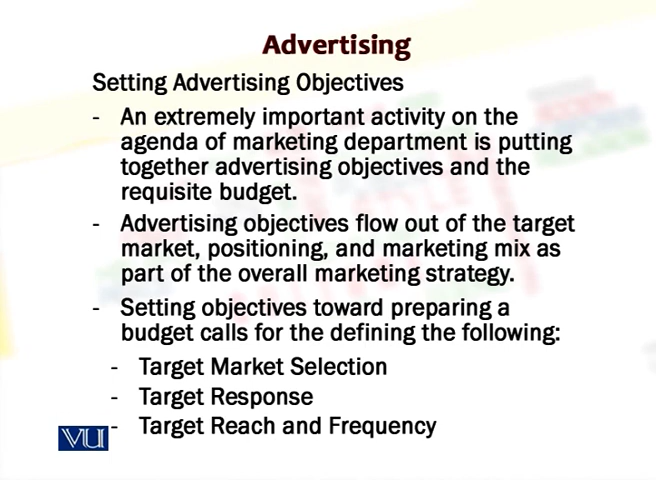 Advertising
Setting Advertising Objectives
- An extremely important activity on the
agenda of marketing department is putting
together advertising objectives and the
requisite budget.
- Advertising objectives flow out of the target
market, positioning, and marketing mix as
part of the overall marketing strategy.
- Setting objectives toward preparing a
budget calls for the defining the following:
- Target Market Selection
- Target Response
- Target Reach and Frequency
VU